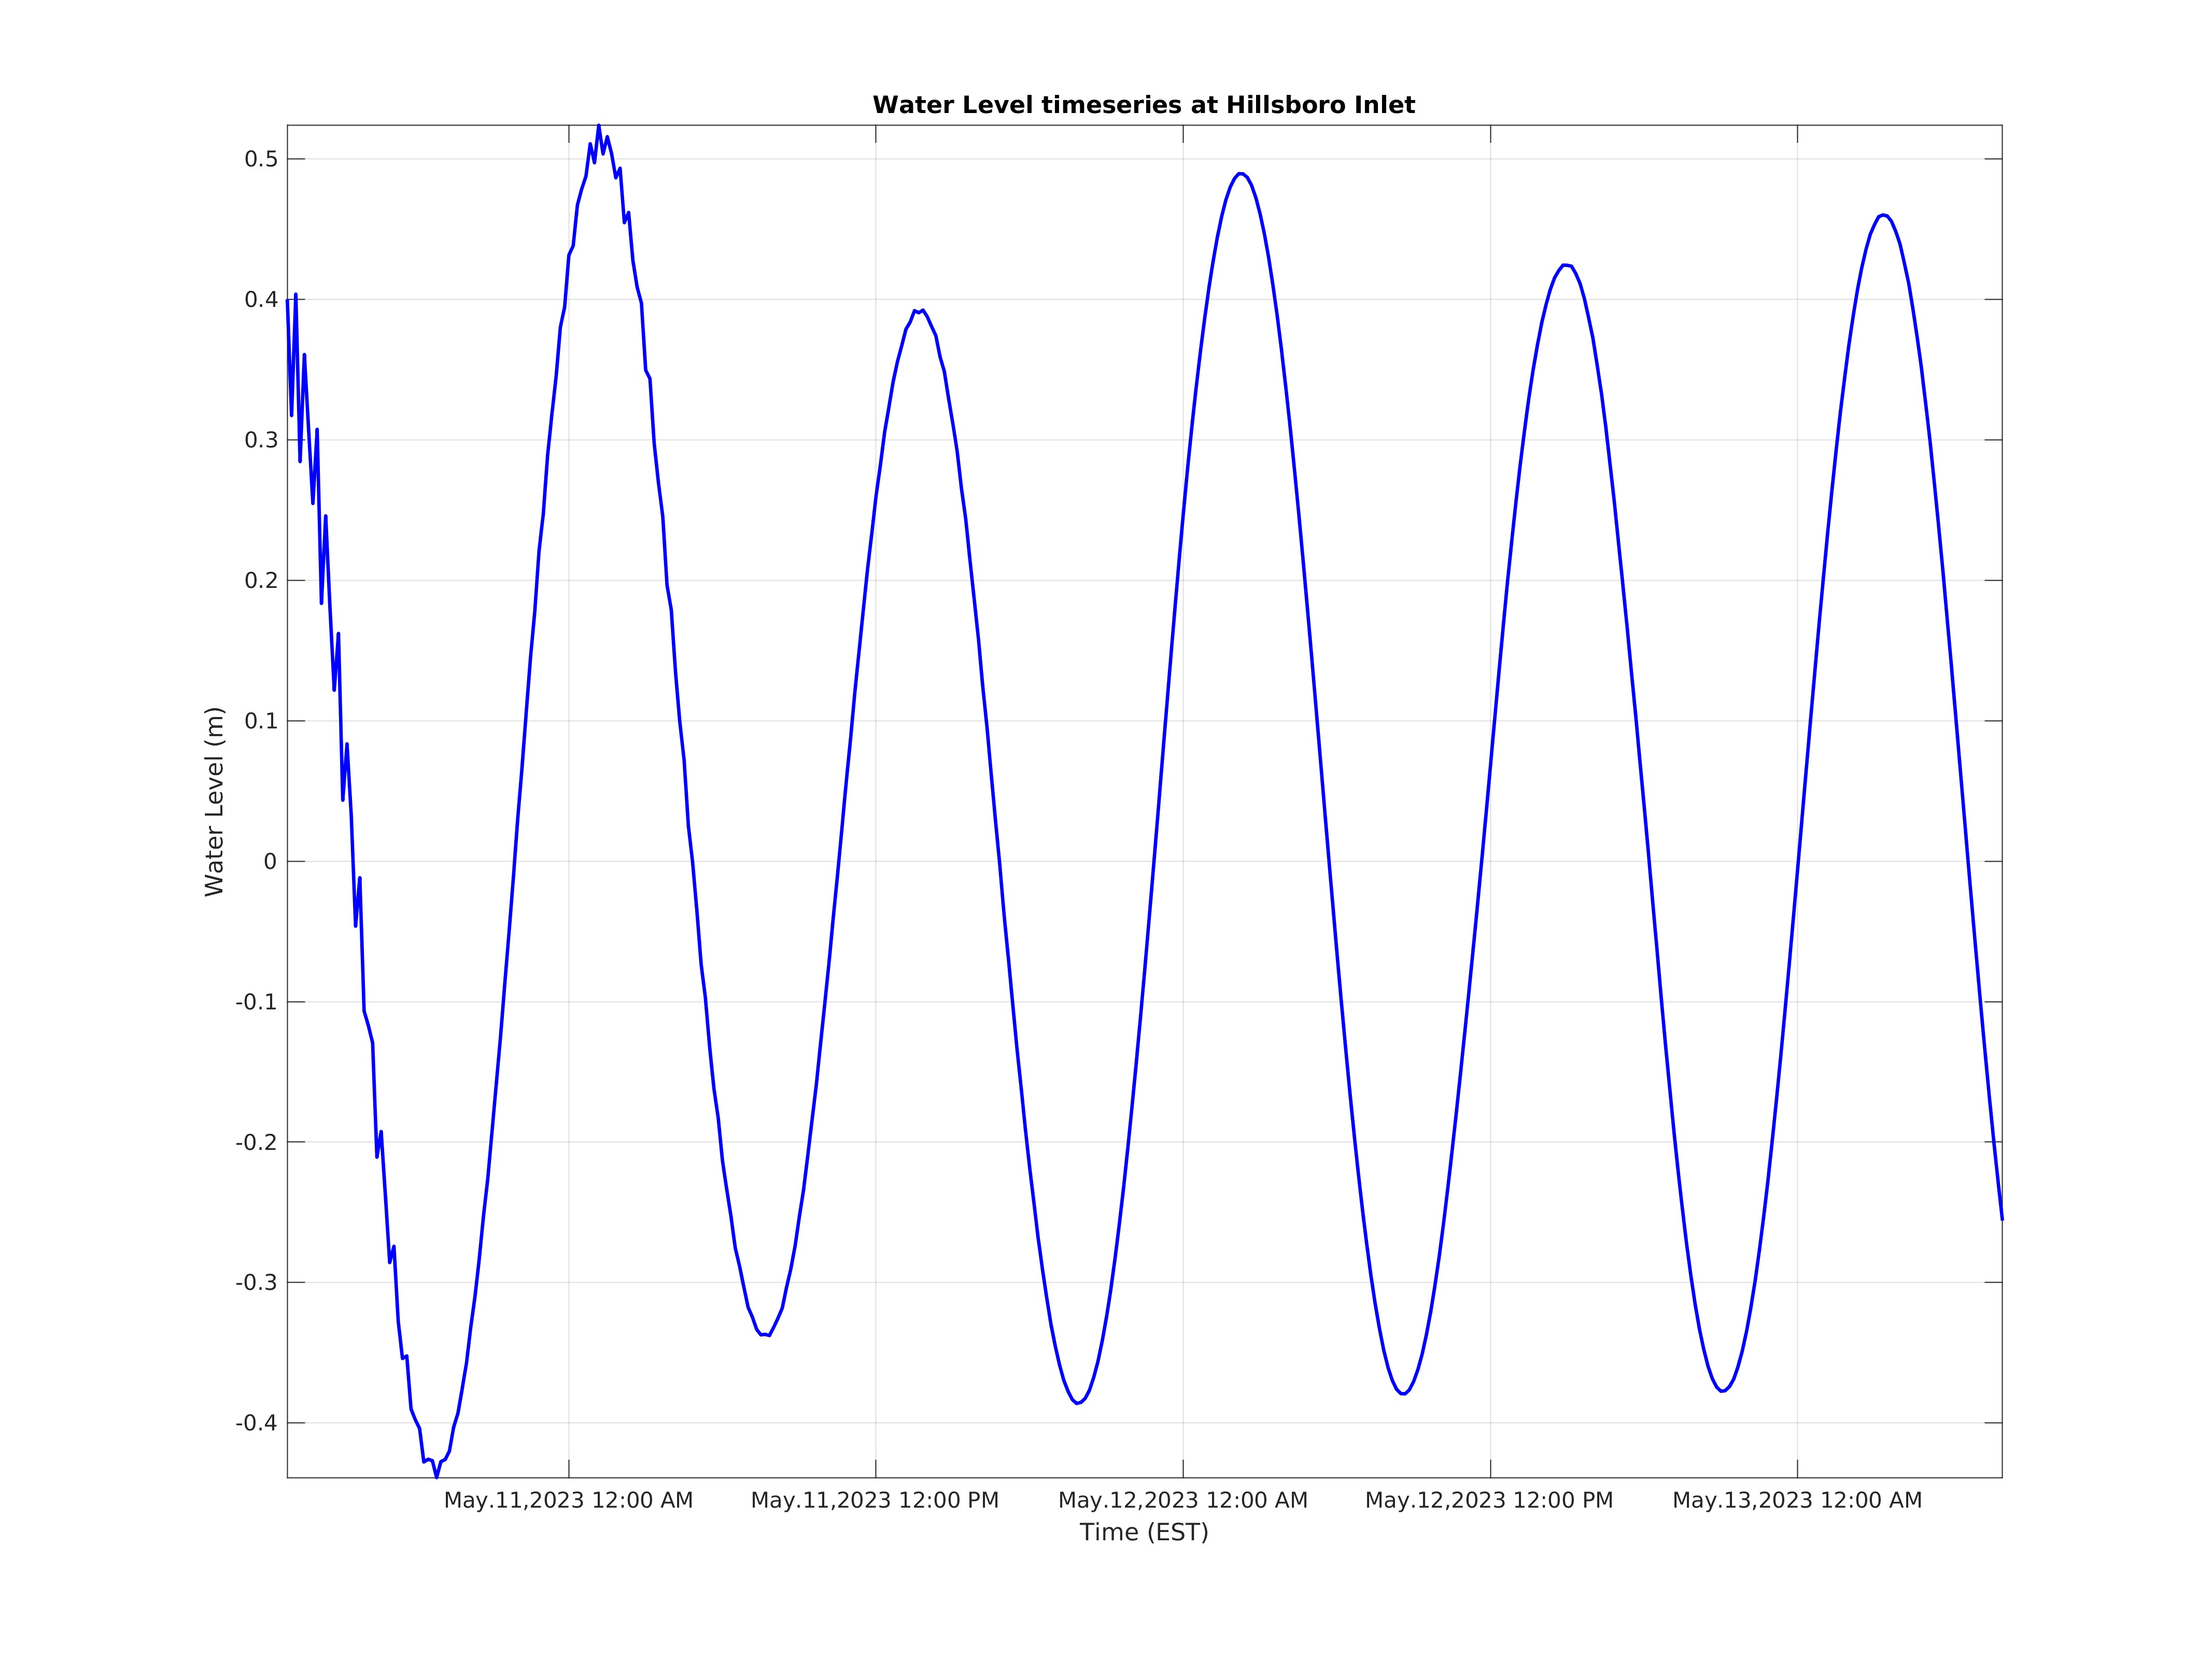 Water Level timeseries at Hillsboro Inlet
0.5
0.4
0.3
0.2
0.1
0
-0.1
-0.2
-0.3
-0.4
Water Level (m)
May.11,2023 12:00 AM
May.11,2023 12:00 PM
May.12,2023 12:00 AM
May.12,2023 12:00 PM
May.13,2023 12:00 AM
Time (EST)